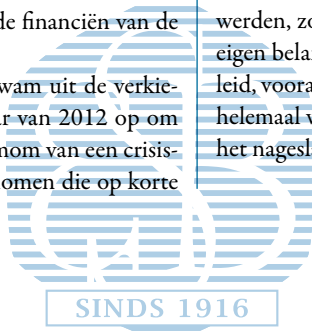 de financiën van de
wam uit de verkie-
r van 2012 op om
nom van een crisis-
omen die op korte
werden, zo
eigen bela
leid, voora
helemaal v
het nagesl
SINDS 1916